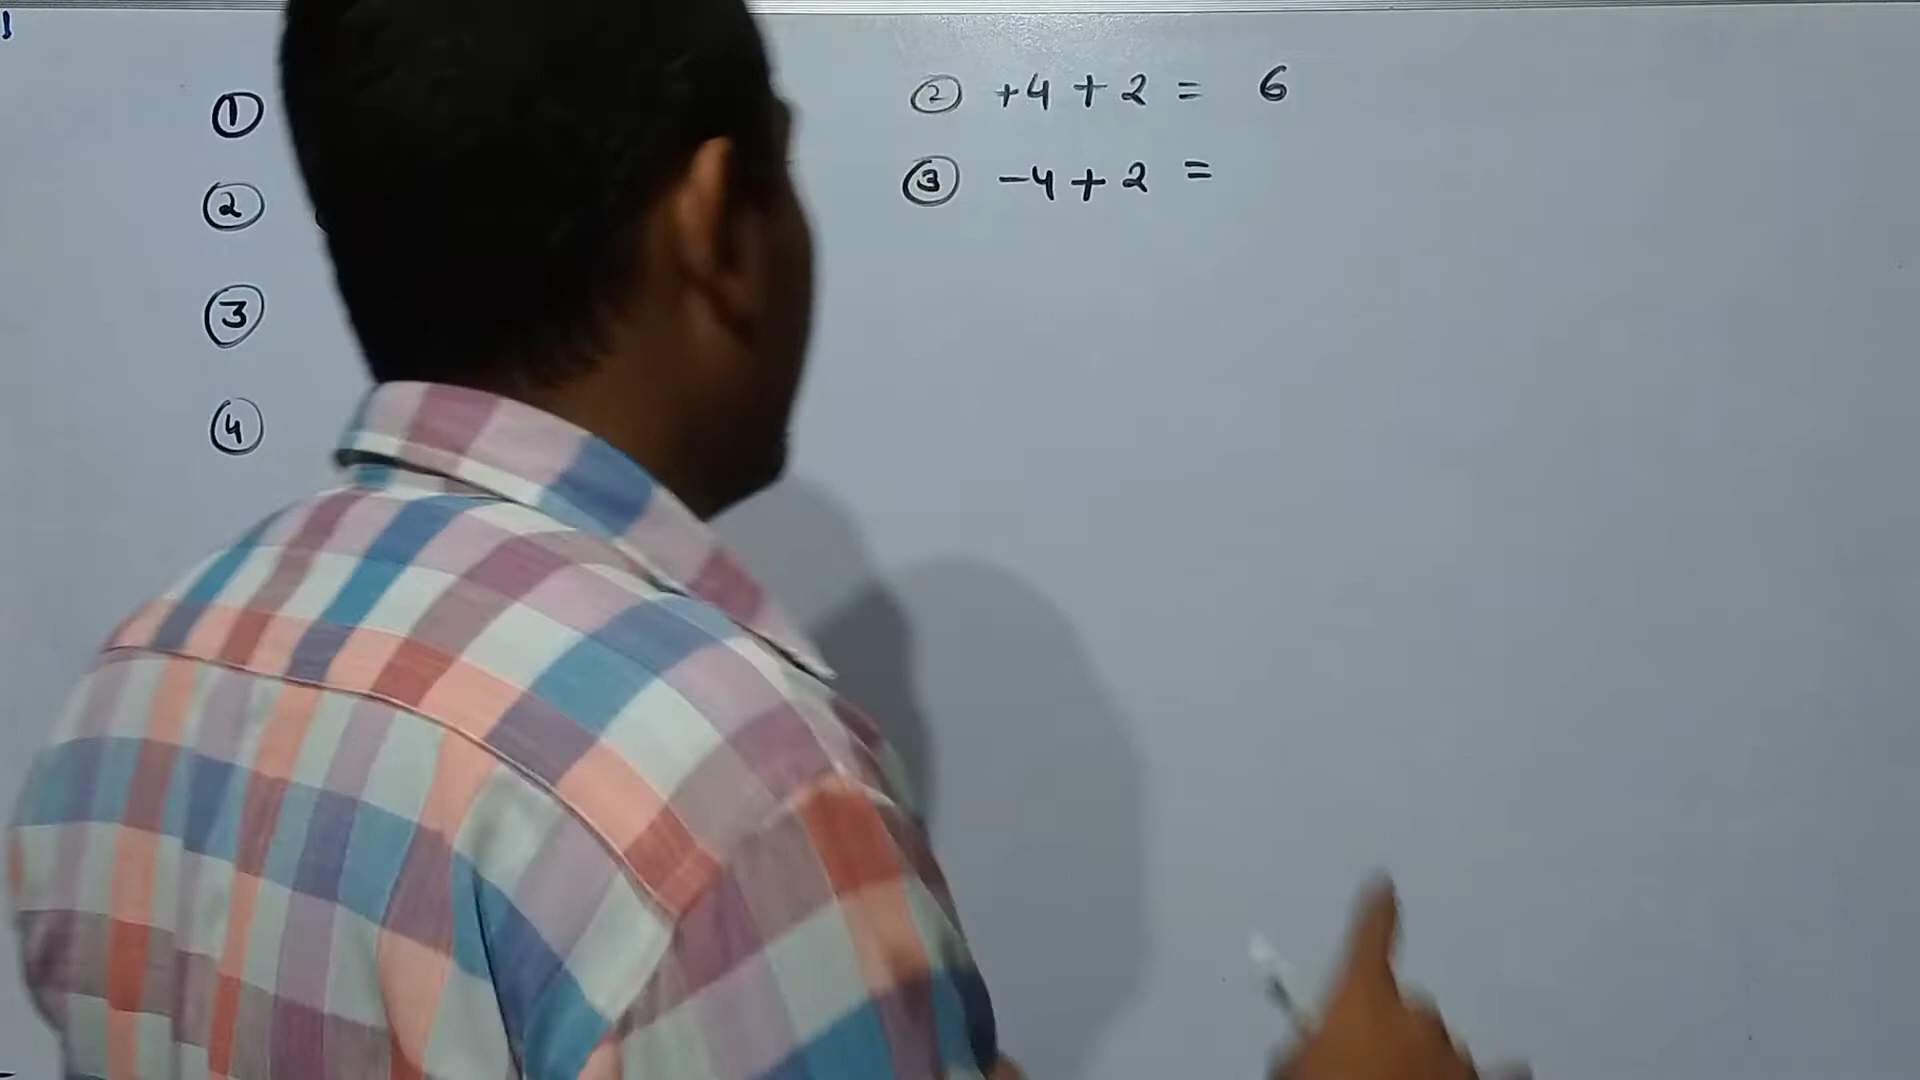 ①
②
③
④
② +4 + 2 = 6
③ -4 + 2 =